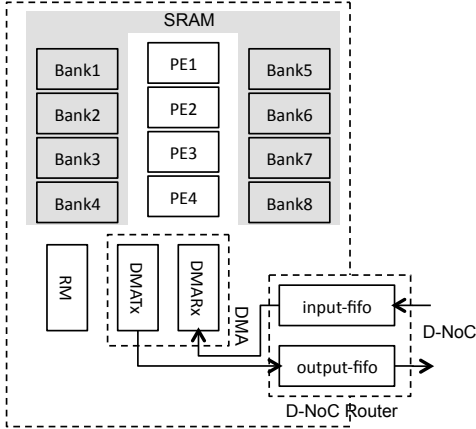 SRAM
Bank1
PE1
Bank5
Bank2
PE2
Bank6
Bank3
PE3
Bank7
Bank4
PE4
Bank8
RM
DMATx
DMARx
DMA
input-fifo
D-NoC
output-fifo
D-NoC Router